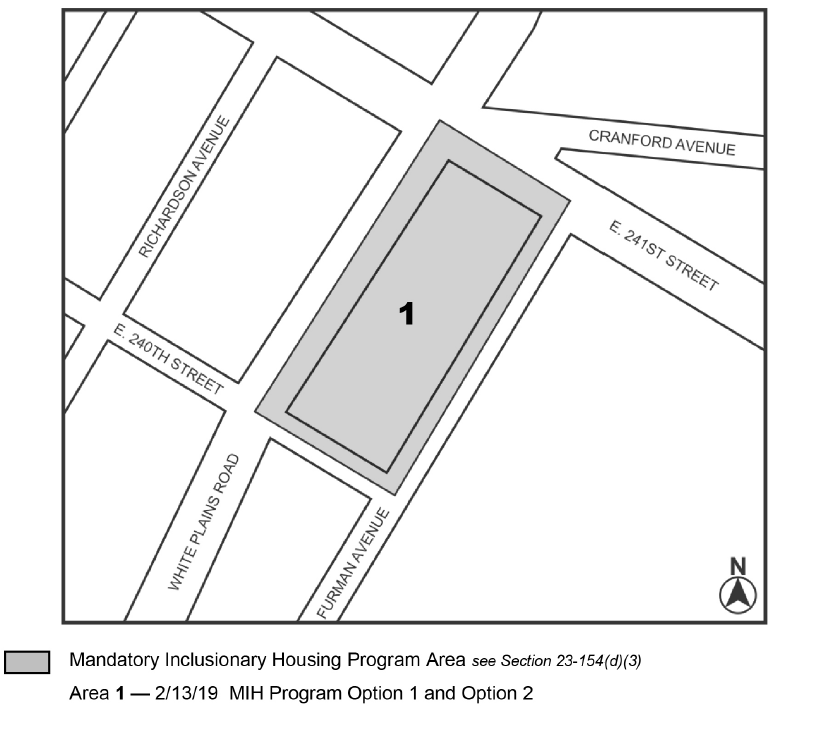 CRANFORD AVENUE
RICHARDSON AVENUE
E. 241ST STREET
1
E. 240TH STREET
WHITE PLAINS ROAD
FURMAN AVENUE
N
Mandatory Inclusionary Housing Program Area see Section 23-154(d)(3)
Area 1 — 2/13/19 MIH Program Option 1 and Option 2